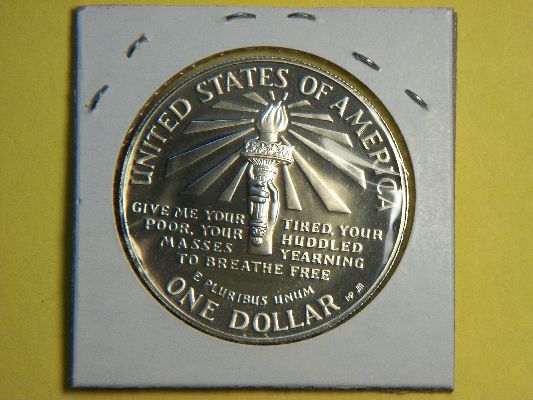 UNITED STATES OF AMERICA
GIVE ME YOUR TIRED, YOUR
POOR, YOUR HUDDLED
MASSES YEARNING
TO BREATHE FREE
E PLURIBUS UNUM
ONE DOLLAR